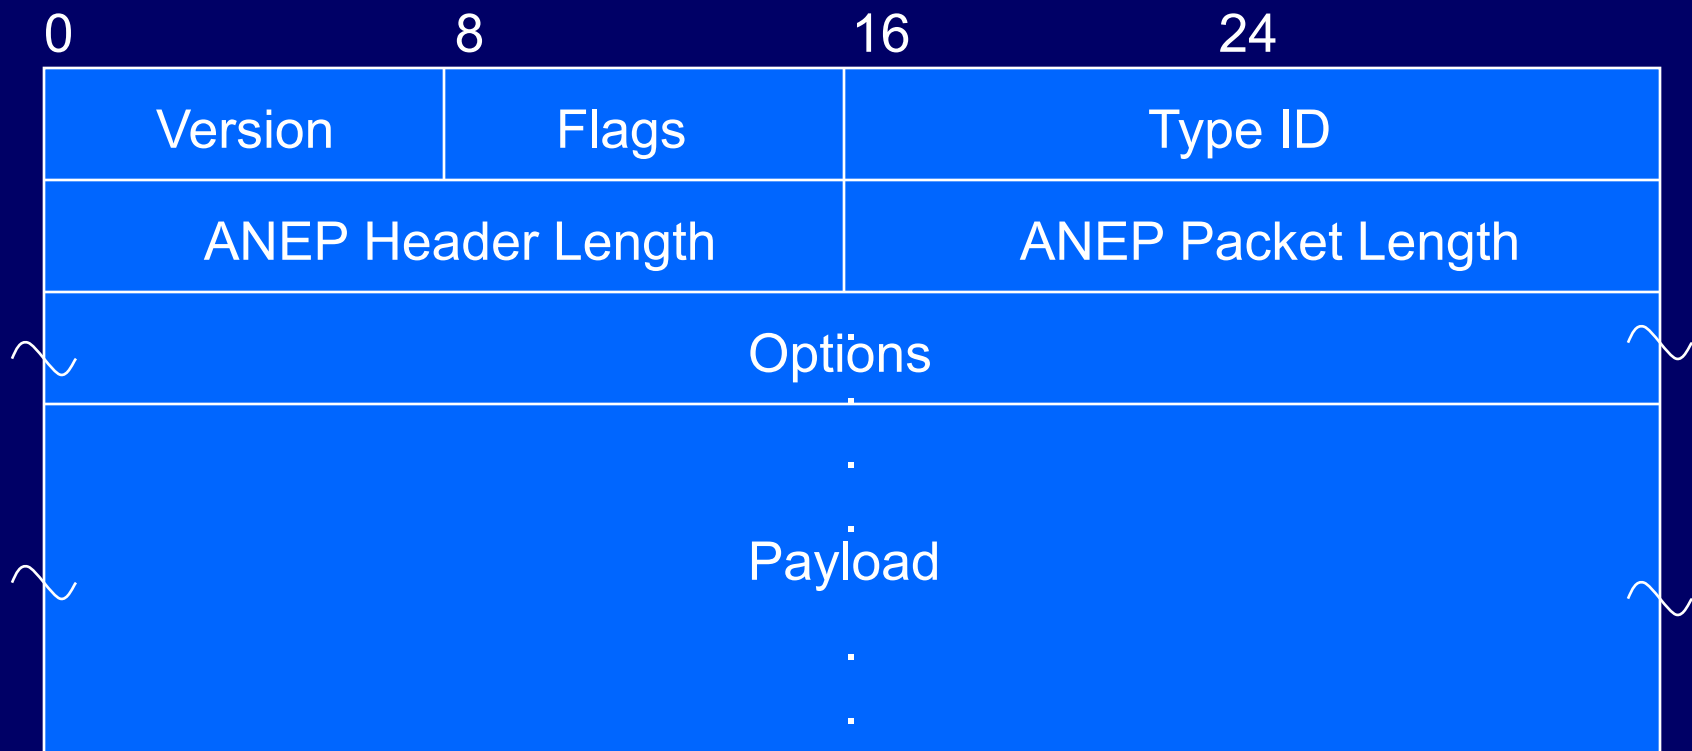 0 8 16 24
Version Flags Type ID
ANEP Header Length ANEP Packet Length
Options
Payload